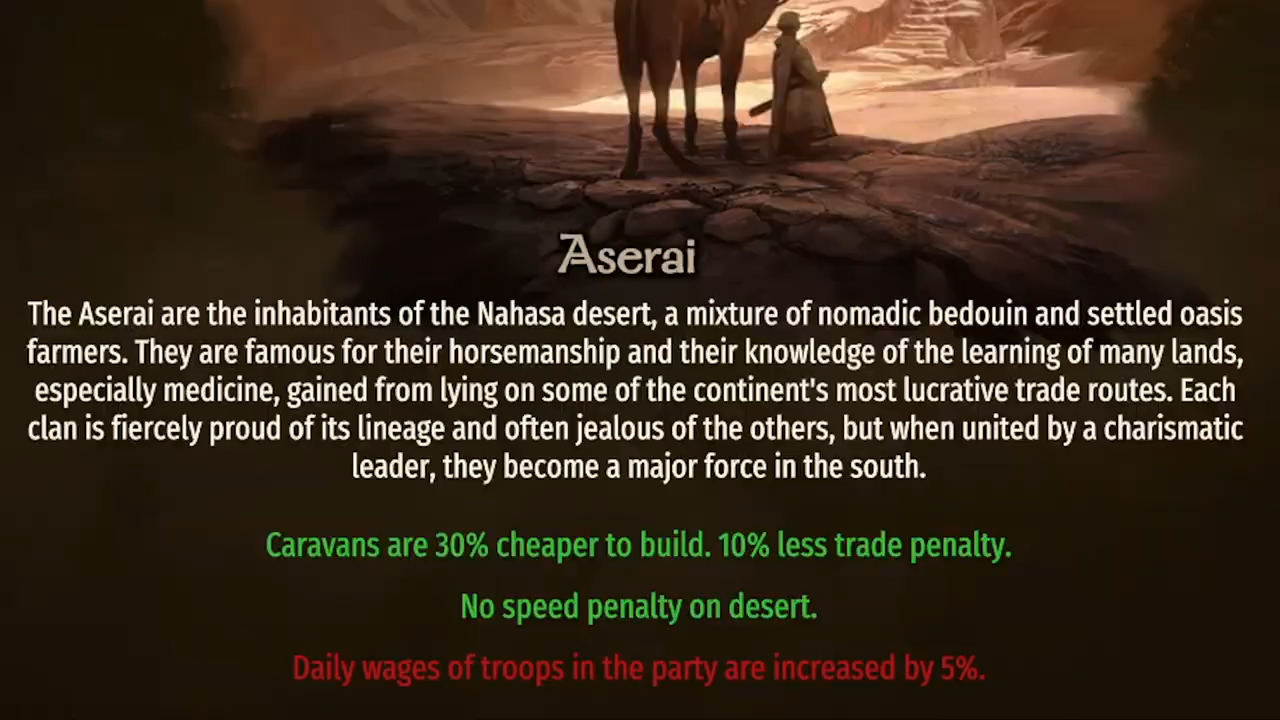 Aserai
The Aserai are the inhabitants of the Nahasa desert, a mixture of nomadic bedouin and settled oasis
farmers. They are famous for their horsemanship and their knowledge of the learning of many lands,
especially medicine, gained from lying on some of the continent's most lucrative trade routes. Each
clan is fiercely proud of its lineage and often jealous of the others, but when united by a charismatic
leader, they become a major force in the south.
Caravans are 30% cheaper to build. 10% less trade penalty.
No speed penalty on desert.
Daily wages of troops in the party are increased by 5%.